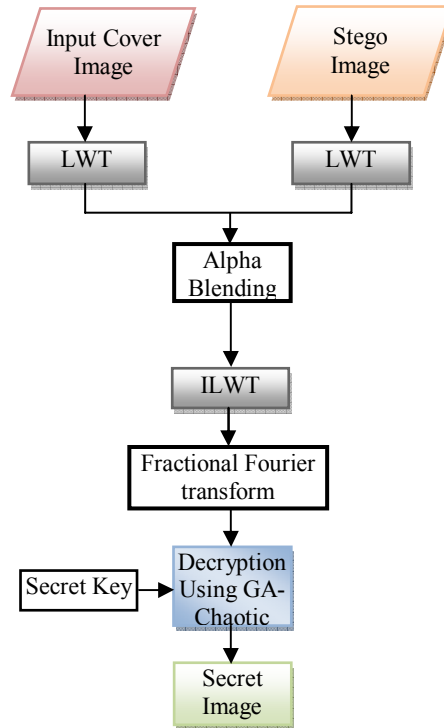 Input Cover
Image
Stego
Image
LWT
LWT
Alpha
Blending
ILWT
Fractional Fourier
transform
Secret Key
Decryption
Using GA-
Chaotic
Secret
Image